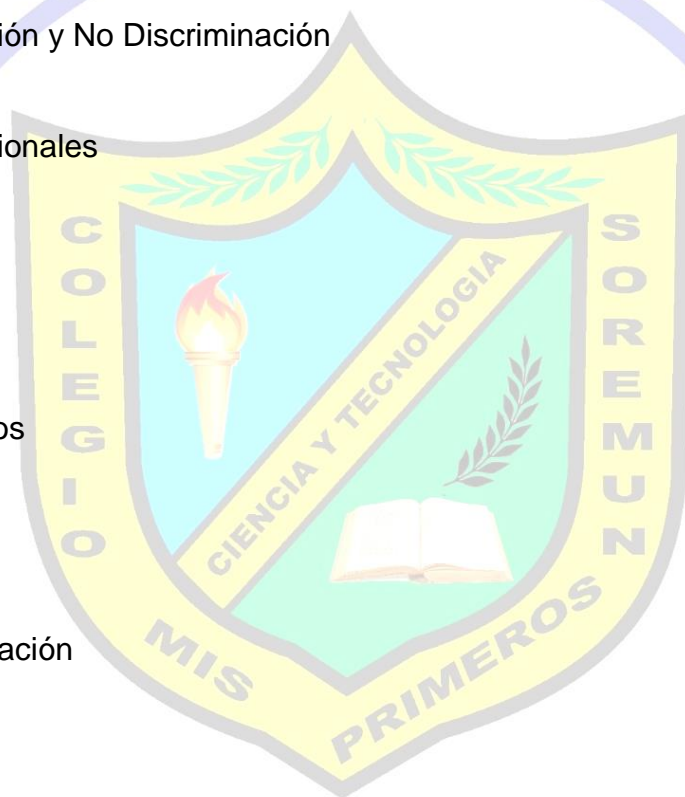 ión y No Discriminación
ionales
os
ación
COLEGIO
MIS
PRIMEROS
SOREMUN
CIENCIA Y TECNOLOGIA